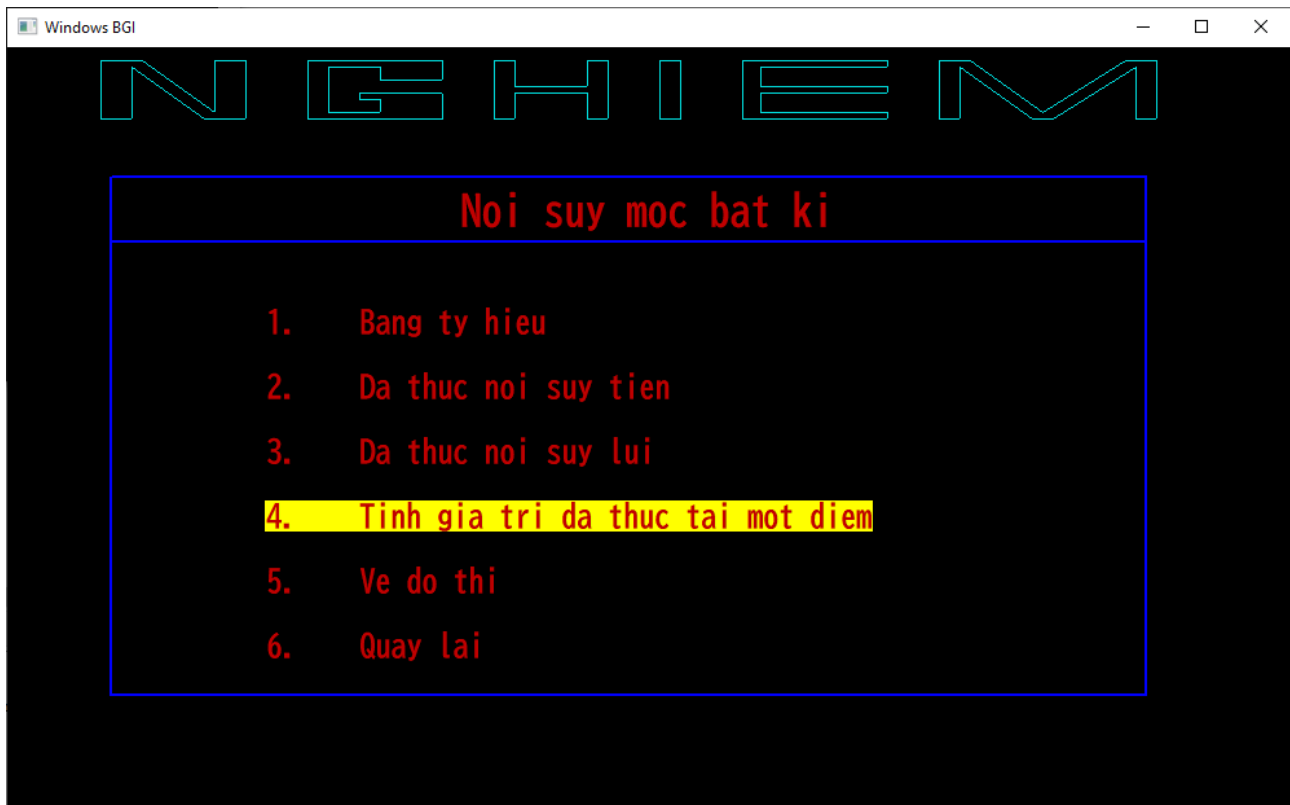 Windows BGI
NGHIEM
Noi suy moc bat ki
1. Bang ty hieu
2. Da thuc noi suy tien
3. Da thuc noi suy lui
4. Tinh gia tri da thuc tai mot diem
5. Ve do thi
6. Quay lai